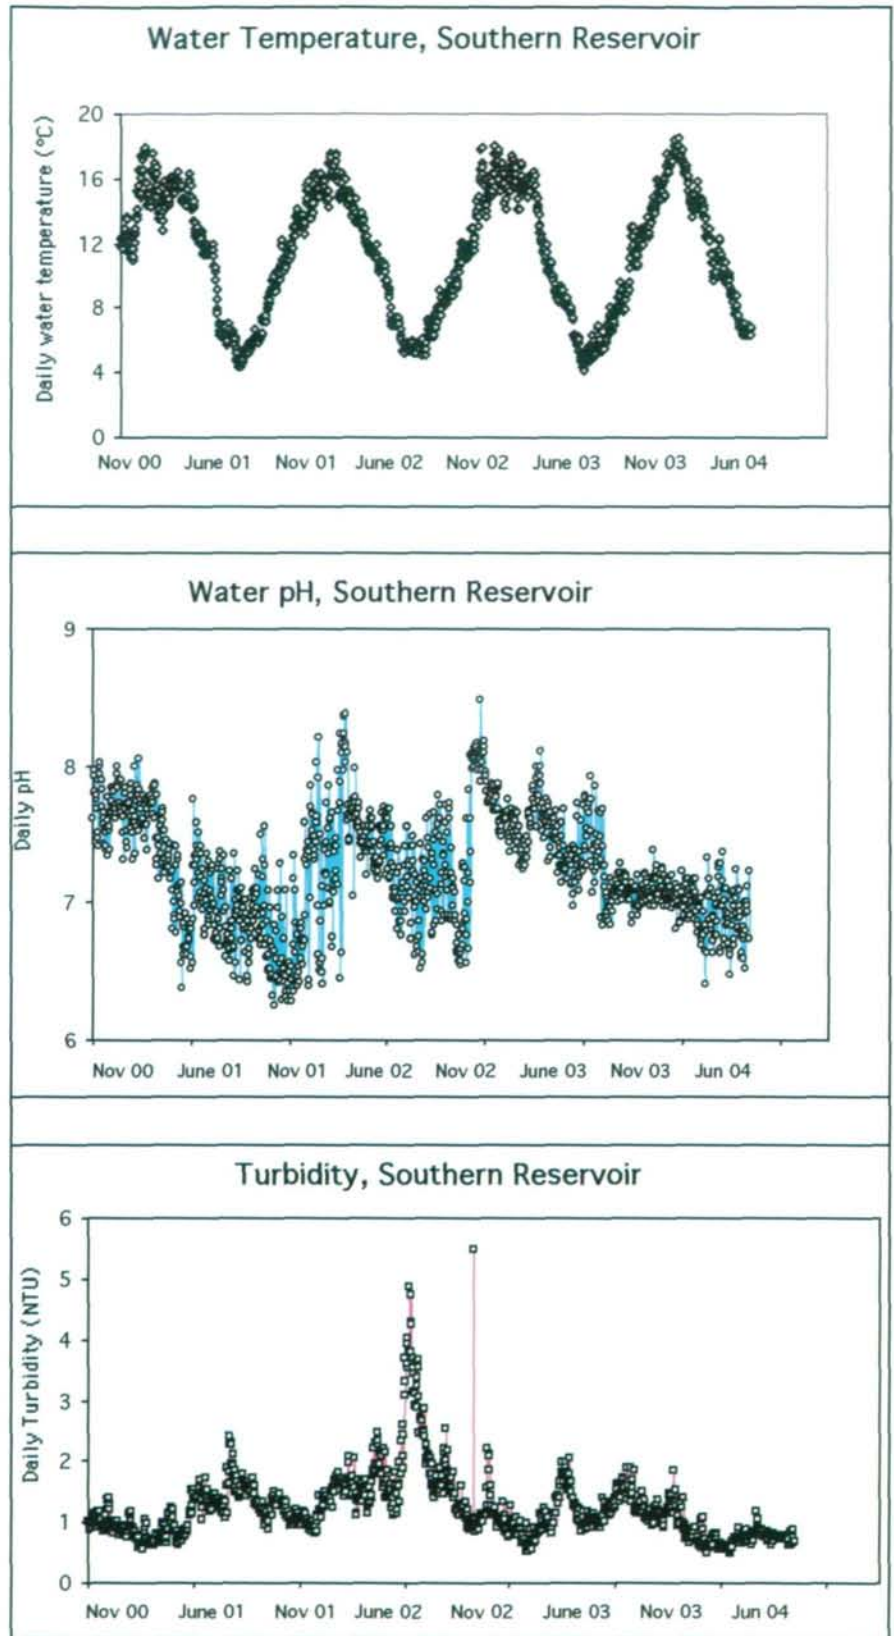 Water Temperature, Southern Reservoir
Daily water temperature (°C)
20
16
12
8
4
0
Nov 00 June 01 Nov 01 June 02 Nov 02 June 03 Nov 03 Jun 04
Water pH, Southern Reservoir
Daily pH
9
8
7
6
Nov 00 June 01 Nov 01 June 02 Nov 02 June 03 Nov 03 Jun 04
Turbidity, Southern Reservoir
Daily Turbidity (NTU)
6
5
4
3
2
1
0
Nov 00 June 01 Nov 01 June 02 Nov 02 June 03 Nov 03 Jun 04